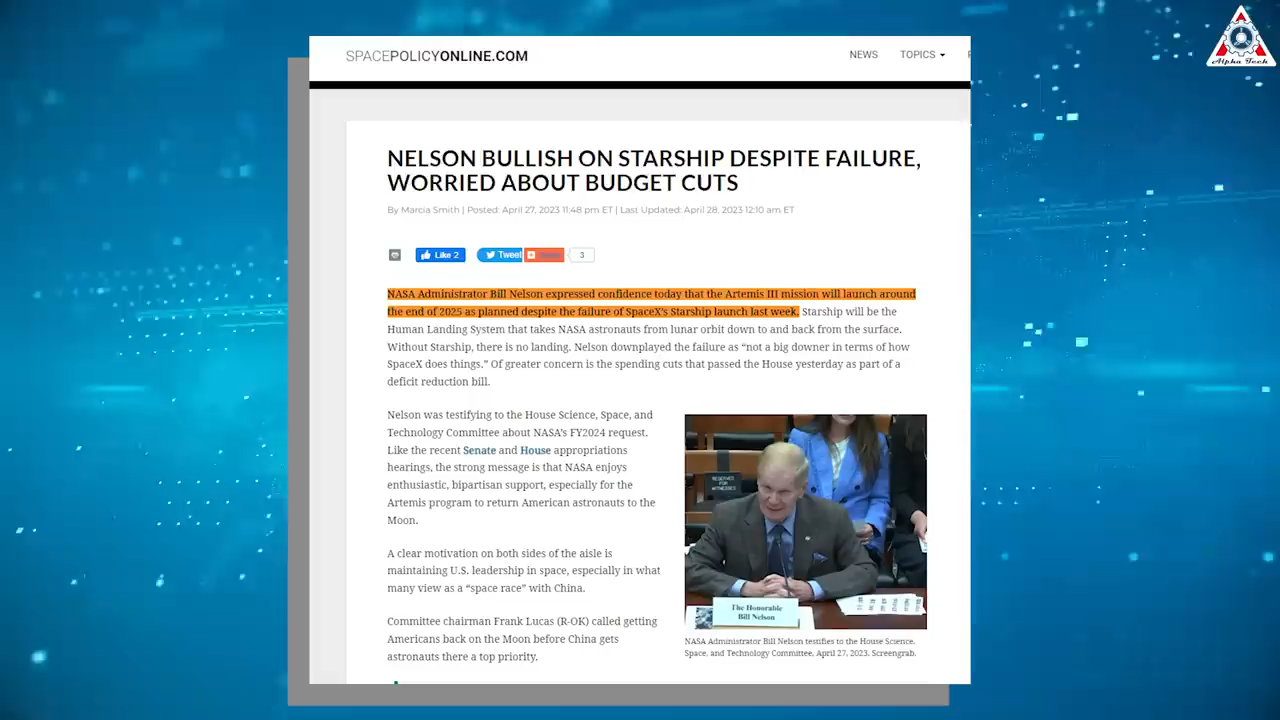 Alpha Tech
SPACEPOLICYONLINE.COM
NEWS
TOPICS
NELSON BULLISH ON STARSHIP DESPITE FAILURE,
WORRIED ABOUT BUDGET CUTS
By Marcia Smith | Posted: April 27, 2023 11:48 pm ET | Last Updated: April 28, 2023 12:10 am ET
Like 2
Tweet
3
NASA Administrator Bill Nelson expressed confidence today that the Artemis III mission will launch around
the end of 2025 as planned despite the failure of SpaceX's Starship launch last week. Starship will be the
Human Landing System that takes NASA astronauts from lunar orbit down to and back from the surface.
Without Starship, there is no landing. Nelson downplayed the failure as “not a big downer in terms of how
SpaceX does things.” Of greater concern is the spending cuts that passed the House yesterday as part of a
deficit reduction bill.
Nelson was testifying to the House Science, Space, and
Technology Committee about NASA's FY2024 request.
Like the recent Senate and House appropriations
hearings, the strong message is that NASA enjoys
enthusiastic, bipartisan support, especially for the
Artemis program to return American astronauts to the
Moon.
A clear motivation on both sides of the aisle is
maintaining U.S. leadership in space, especially in what
many view as a “space race” with China.
Committee chairman Frank Lucas (R-OK) called getting
Americans back on the Moon before China gets
astronauts there a top priority.
RESERVED
FOR
WITNESSES
The Honorable
Bill Nelson
NASA Administrator Bill Nelson testifies to the House Science,
Space, and Technology Committee, April 27, 2023. Screengrab.